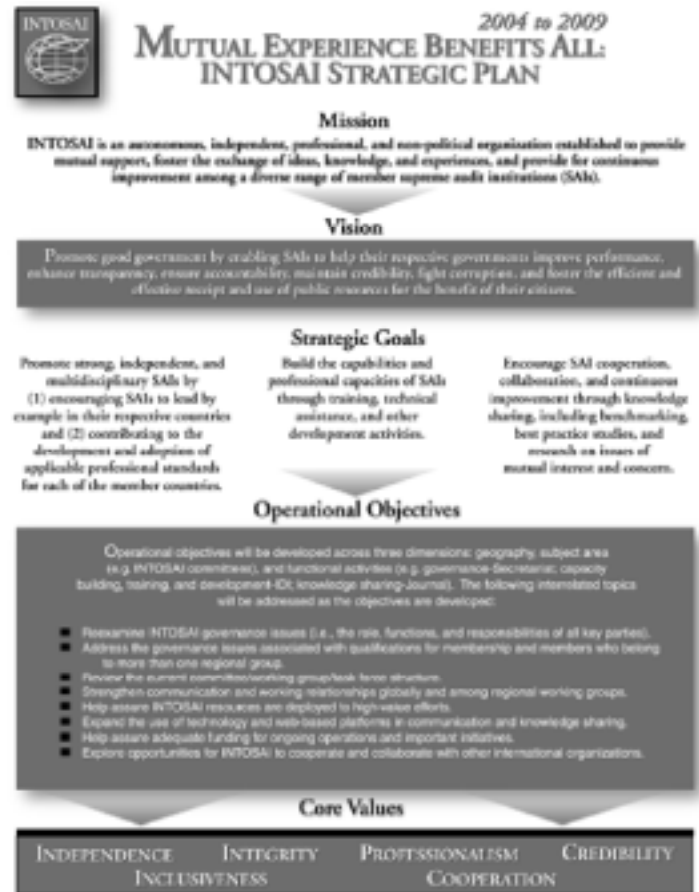 INTOSAI
2004 to 2009
MUTUAL EXPERIENCE BENEFITS ALL:
INTOSAI STRATEGIC PLAN
Mission
INTOSAI is an autonomous, independent, professional, and non-political organization established to provide
mutual support, foster the exchange of ideas, knowledge, and experiences, and provide for continuous
improvement among a diverse range of member supreme audit institutions (SAIs).
Vision
Promote good government by enabling SAIs to help their respective governments improve performance,
enhance transparency, ensure accountability, maintain credibility, fight corruption, and foster the efficient and
effective receipt and use of public resources for the benefit of their citizens.
Strategic Goals
Promote strong, independent, and
multidisciplinary SAIs by
(1) encouraging SAIs to lead by
example in their respective countries
and (2) contributing to the
development and adoption of
applicable professional standards
for each of the member countries.
Build the capabilities and
professional capacities of SAIs
through training, technical
assistance, and other
development activities.
Encourage SAI cooperation,
collaboration, and continuous
improvement through knowledge
sharing, including benchmarking,
best practice studies, and
research on issues of
mutual interest and concern.
Operational Objectives
Operational objectives will be developed across three dimensions: geography, subject area
(e.g. INTOSAI committees), and functional activities (e.g. governance-Secretariat; capacity
building, training, and development-IDI; knowledge sharing-Journal). The following interrelated topics
will be addressed as the objectives are developed:
■ Reexamine INTOSAI governance issues (i.e., the role, functions, and responsibilities of all key parties).
■ Address the governance issues associated with qualifications for membership and members who belong
to more than one regional group.
■ Review the current committee/working group/task force structure.
■ Strengthen communication and working relationships globally and among regional working groups.
■ Help assure INTOSAI resources are deployed to high-value efforts.
■ Expand the use of technology and web-based platforms in communication and knowledge sharing.
■ Help assure adequate funding for ongoing operations and important initiatives.
■ Explore opportunities for INTOSAI to cooperate and collaborate with other international organizations.
Core Values
INDEPENDENCE INTEGRITY PROFESSIONALISM CREDIBILITY
INCLUSIVENESS COOPERATION